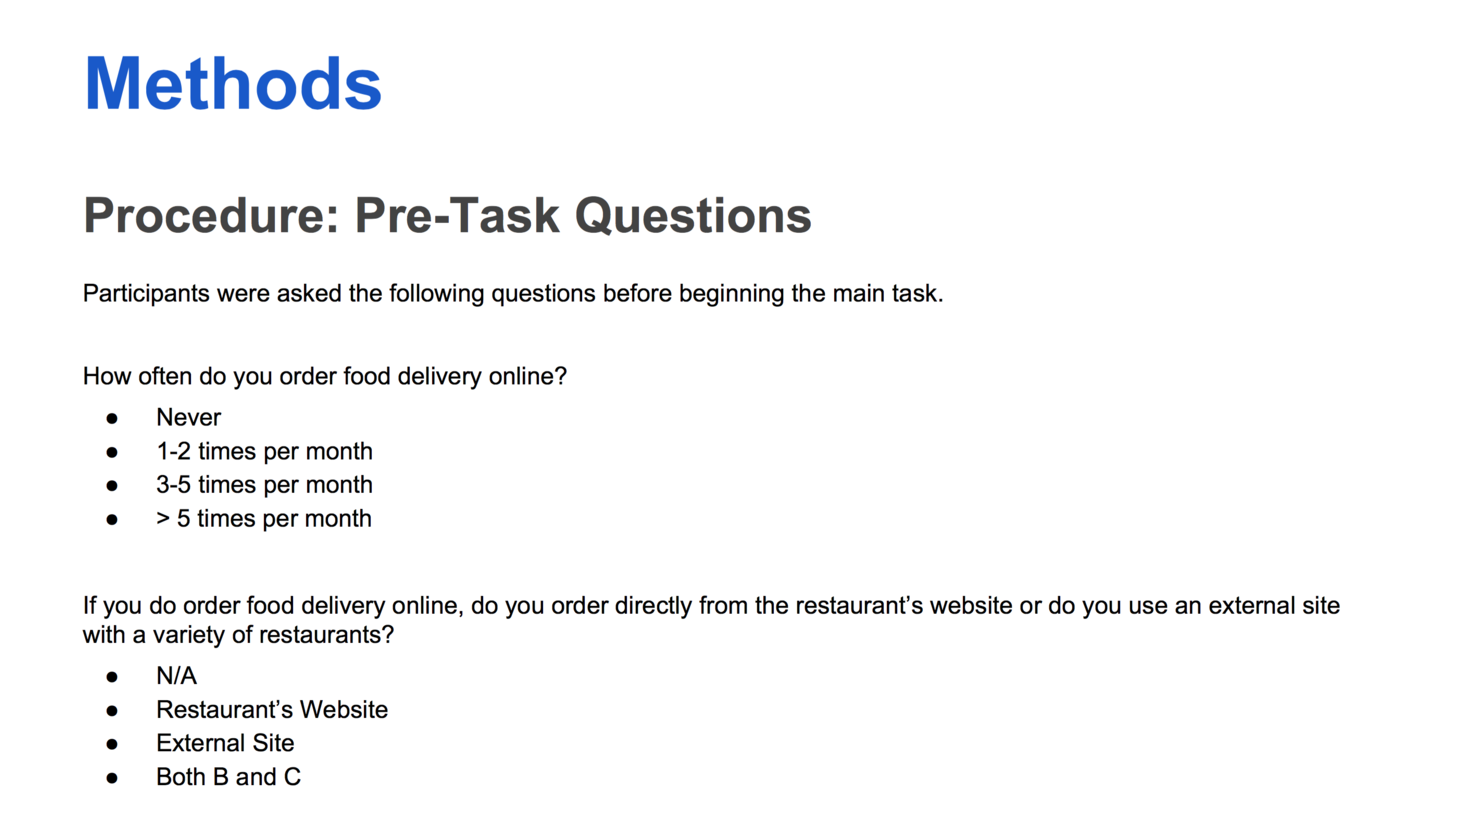 Methods
Procedure: Pre-Task Questions
Participants were asked the following questions before beginning the main task.
How often do you order food delivery online?
● Never
● 1-2 times per month
● 3-5 times per month
● > 5 times per month
If you do order food delivery online, do you order directly from the restaurant’s website or do you use an external site
with a variety of restaurants?
● N/A
● Restaurant’s Website
● External Site
● Both B and C